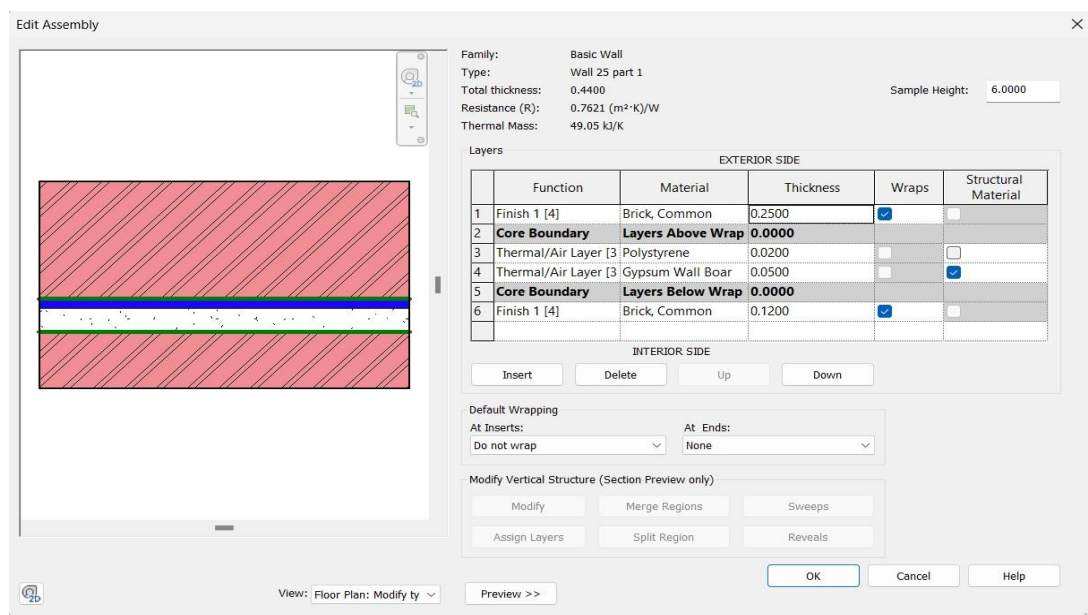 Edit Assembly
2D
Family: Basic Wall
Type: Wall 25 part 1
Total thickness: 0.4400
Resistance (R): 0.7621 (m²·K)/W
Thermal Mass: 49.05 kJ/K
Sample Height: 6.0000
Layers
EXTERIOR SIDE
Function Material Thickness Wraps Structural Material
1 Finish 1 [4] Brick, Common 0.2500
2 Core Boundary Layers Above Wrap 0.0000
3 Thermal/Air Layer [3 Polystyrene 0.0200
4 Thermal/Air Layer [3 Gypsum Wall Boar 0.0500
5 Core Boundary Layers Below Wrap 0.0000
6 Finish 1 [4] Brick, Common 0.1200
INTERIOR SIDE
Insert Delete Up Down
Default Wrapping
At Inserts: At Ends:
Do not wrap None
Modify Vertical Structure (Section Preview only)
Modify Merge Regions Sweeps
Assign Layers Split Region Reveals
OK Cancel Help
2D View: Floor Plan: Modify ty Preview >>